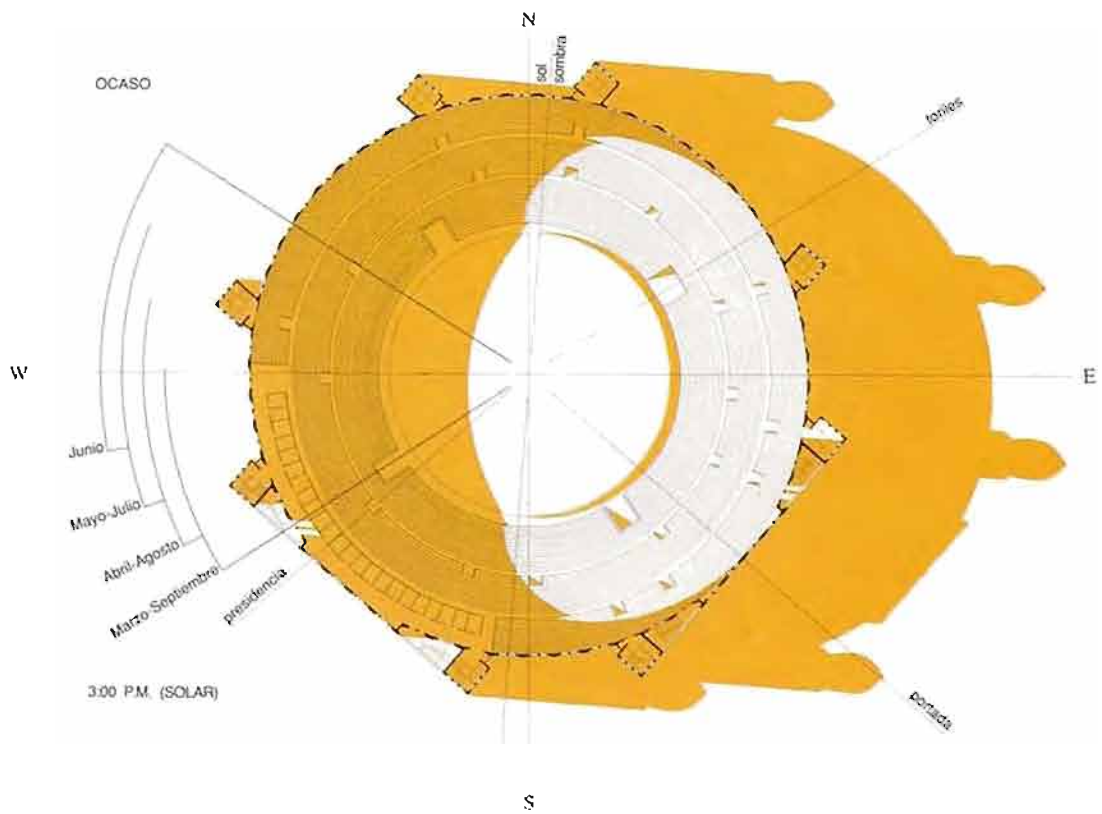 N
OCASO
sol
sombra
toriles
W
E
Junio
Mayo-Julio
Abril-Agosto
Marzo-Septiembre
presidencia
3:00 P.M. (SOLAR)
portada
S